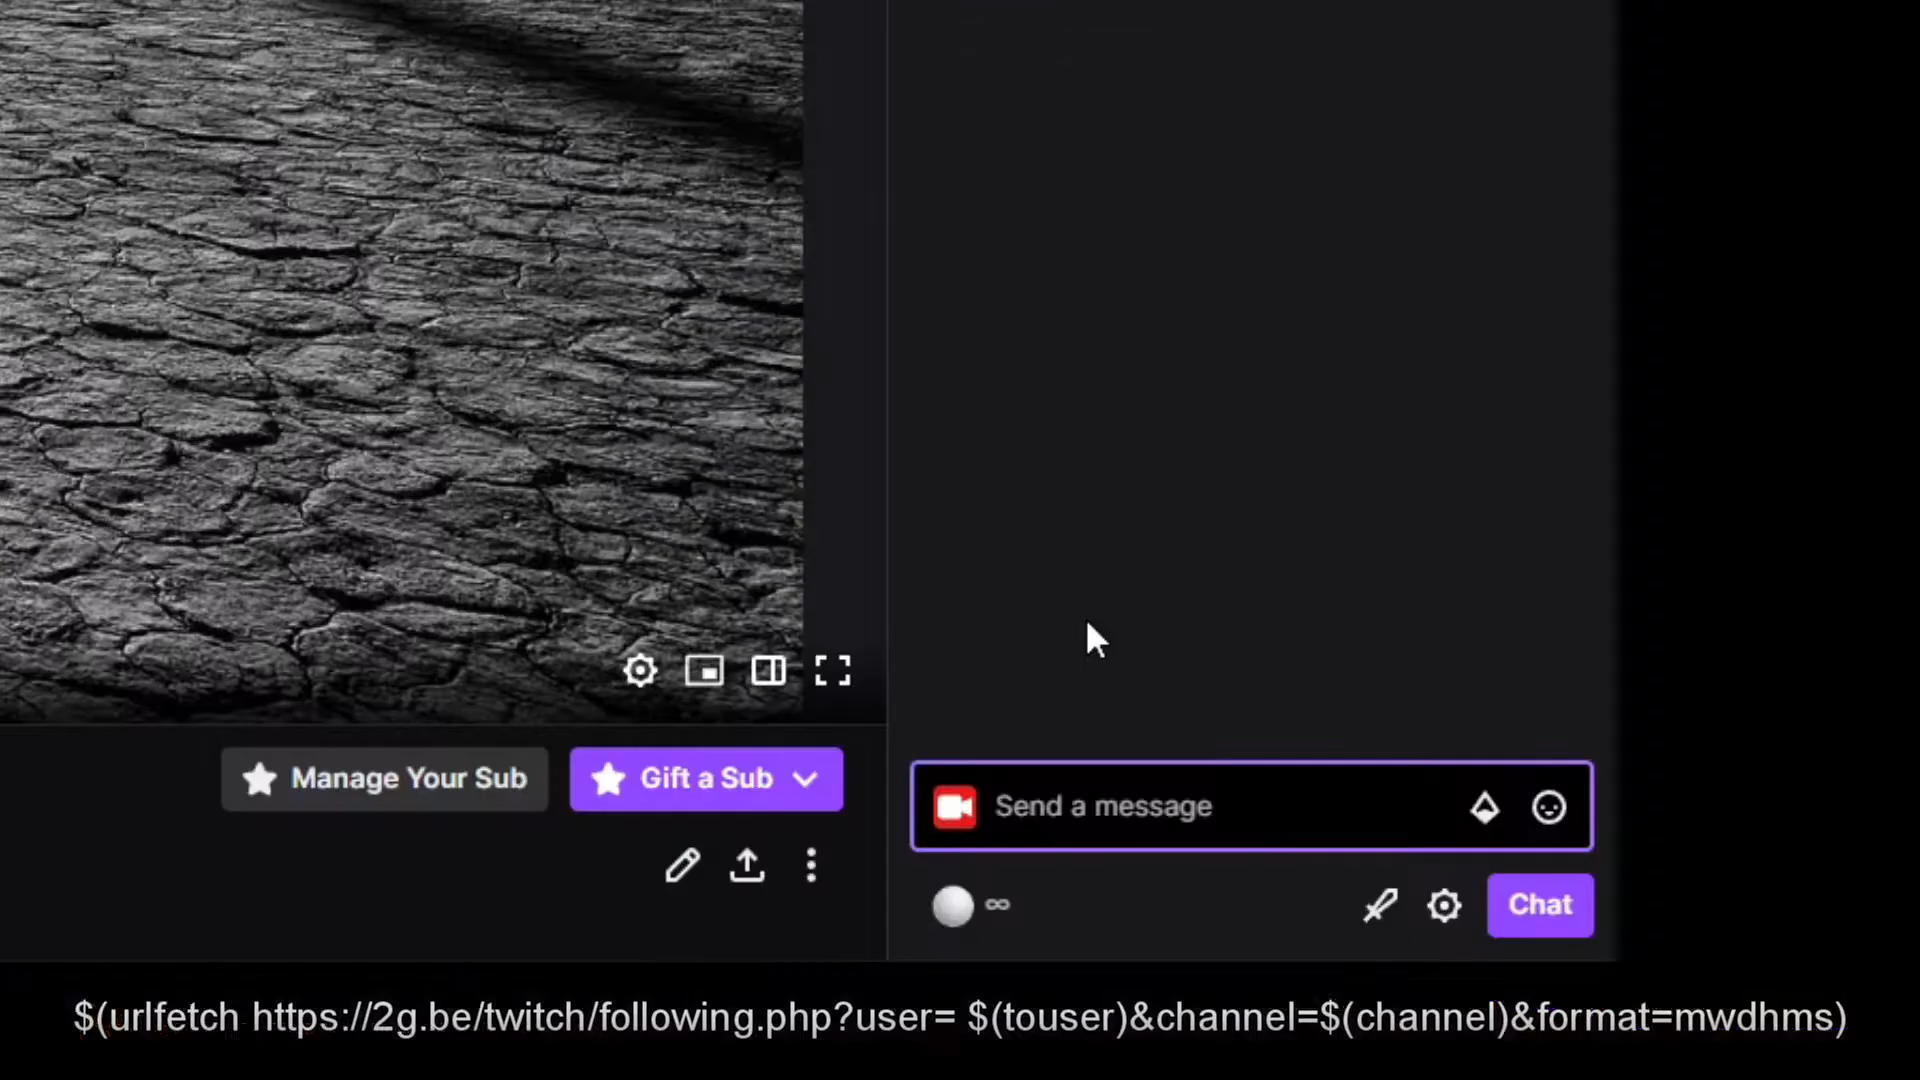 Manage Your Sub
Gift a Sub
Send a message
Chat
$(urlfetch https://2g.be/twitch/following.php?user= $(touser)&channel=$(channel)&format=mwdhms)